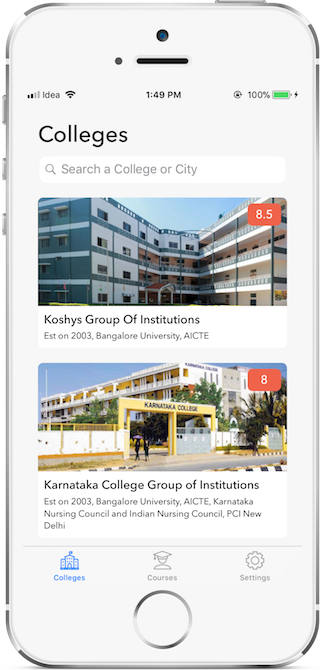 Idea 1:49 PM 100%
Colleges
Search a College or City
8.5
Koshys Group Of Institutions
Est on 2003, Bangalore University, AICTE
KARNATAKA COLLEGE
8
KARNATAKA COLLEGE
Karnataka College Group of Institutions
Est on 2003, Bangalore University, AICTE, Karnataka
Nursing Council and Indian Nursing Council, PCI New
Delhi
Colleges Courses Settings